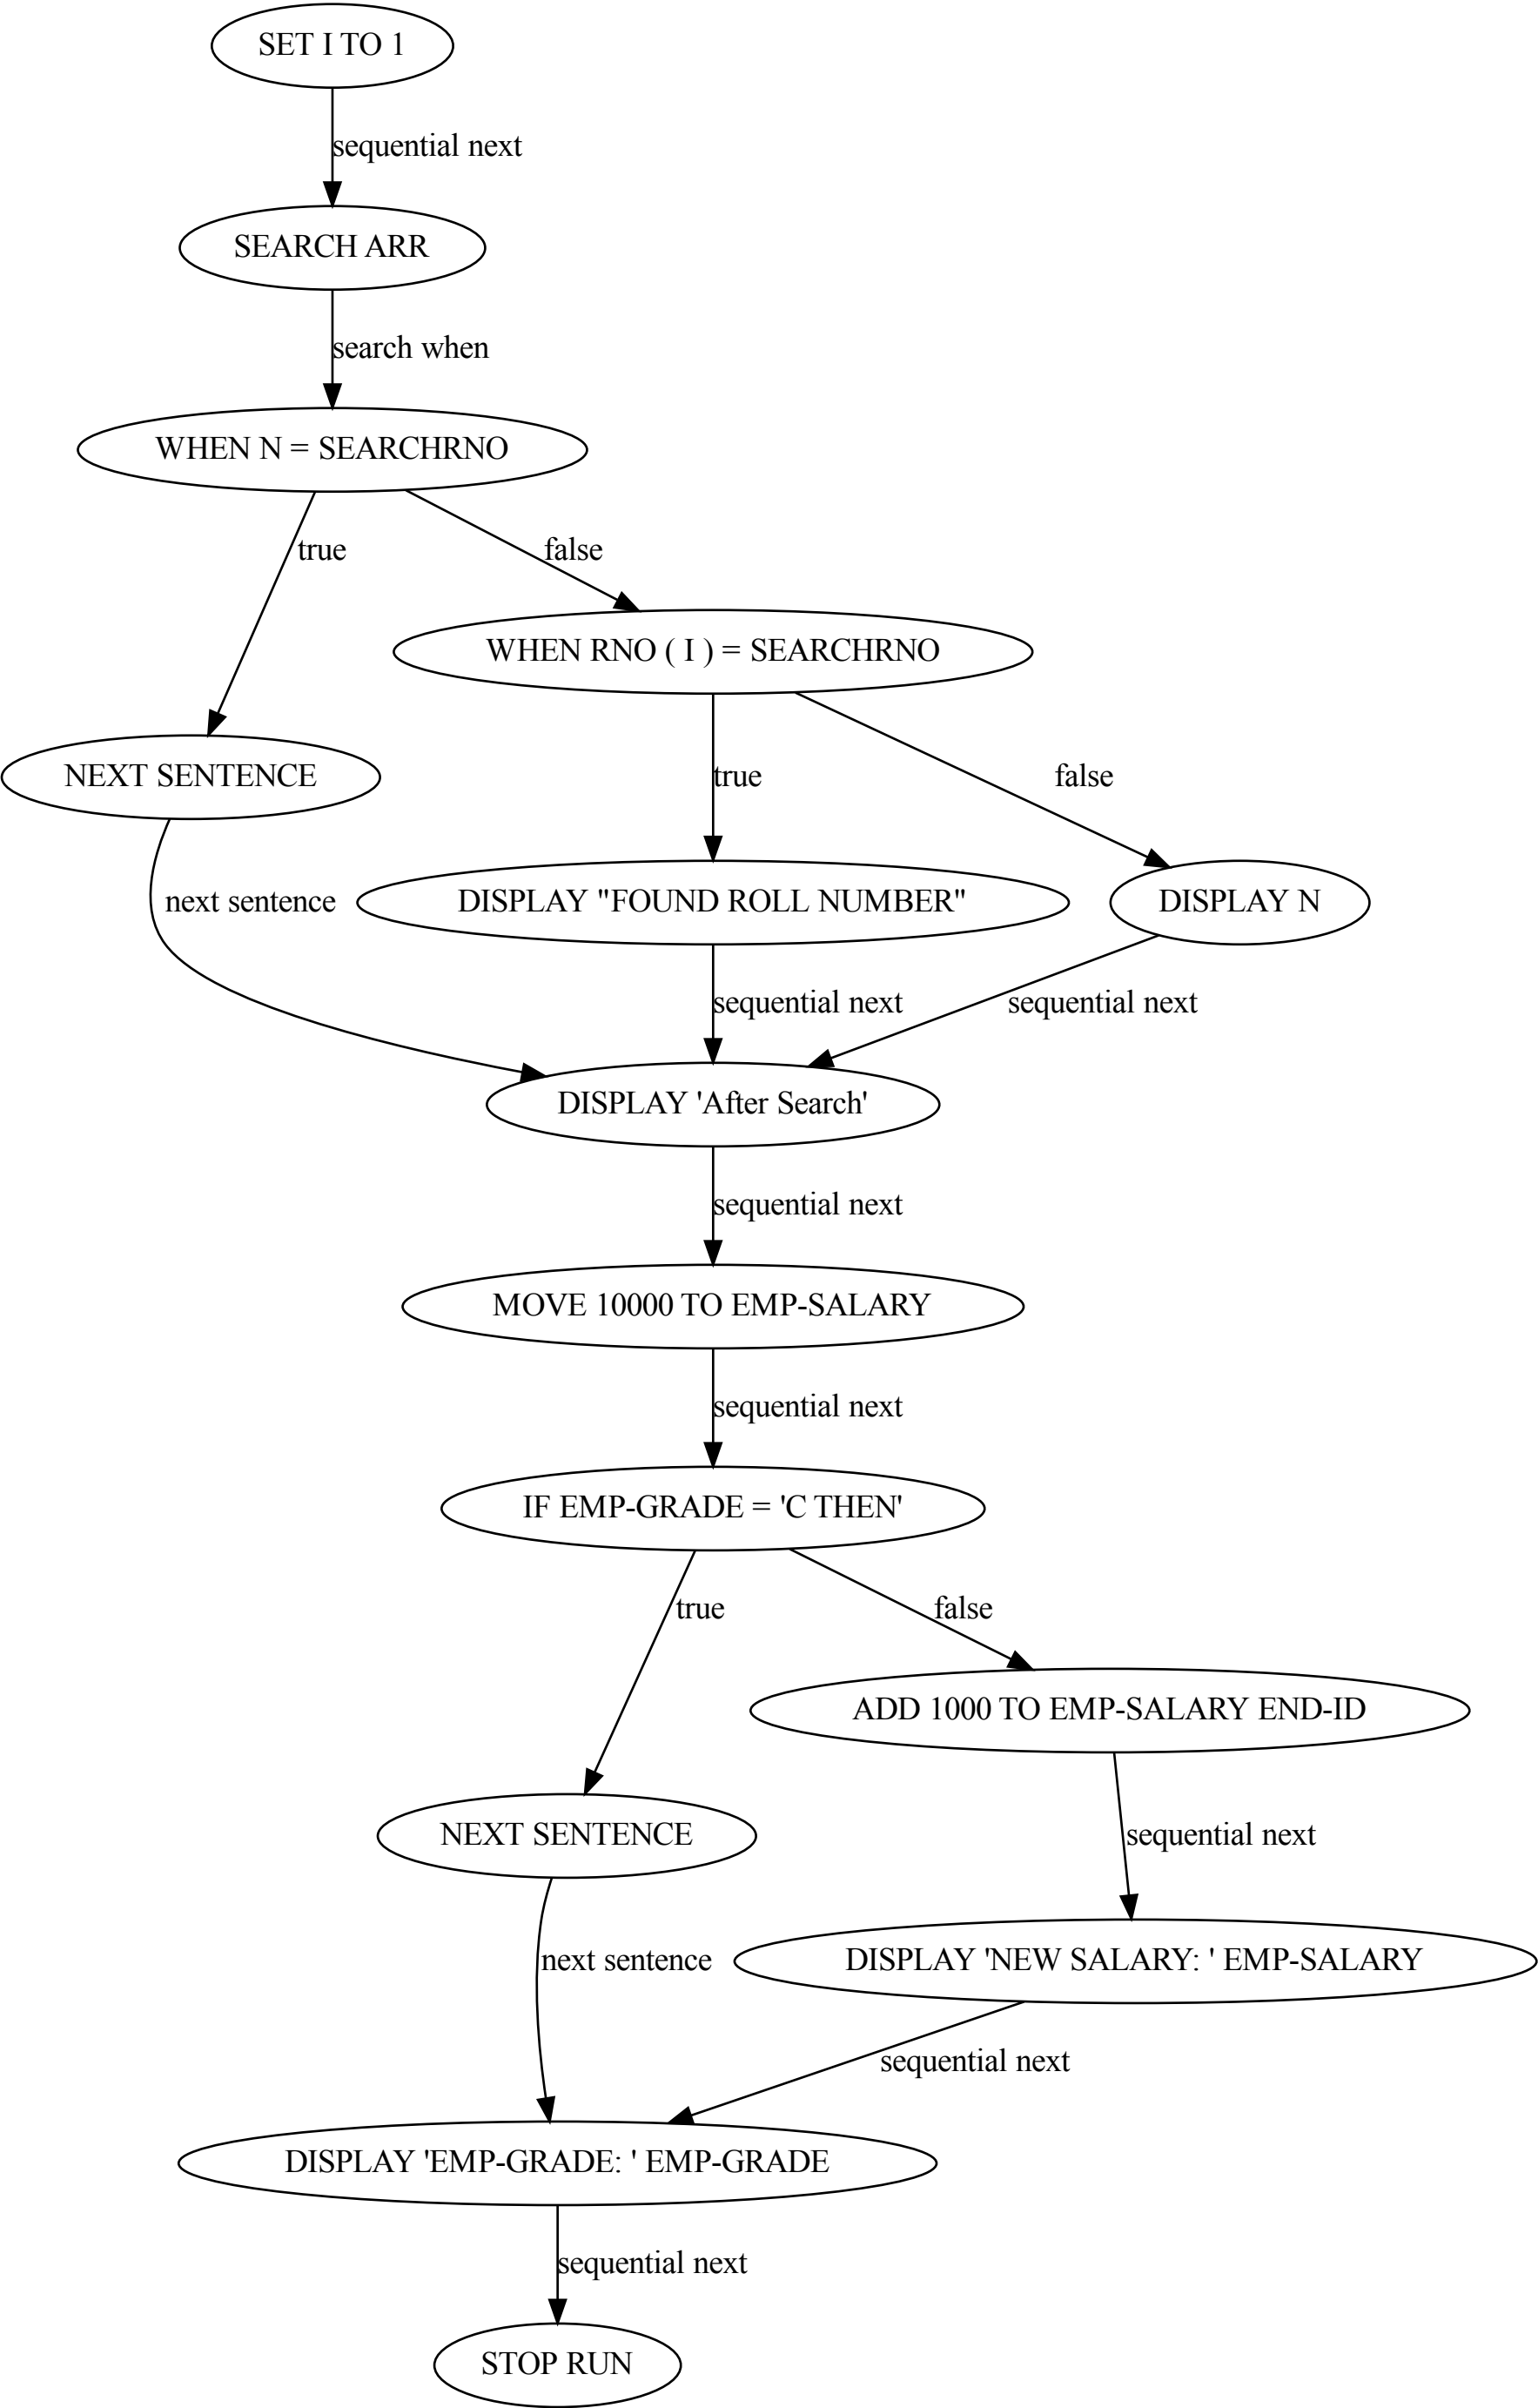 SET I TO 1
sequential next
SEARCH ARR
search when
WHEN N = SEARCHRNO
true
false
WHEN RNO ( I ) = SEARCHRNO
NEXT SENTENCE
true
false
next sentence
DISPLAY "FOUND ROLL NUMBER"
DISPLAY N
sequential next
sequential next
DISPLAY 'After Search'
sequential next
MOVE 10000 TO EMP-SALARY
sequential next
IF EMP-GRADE = 'C THEN'
true
false
ADD 1000 TO EMP-SALARY END-ID
NEXT SENTENCE
sequential next
next sentence
DISPLAY 'NEW SALARY: ' EMP-SALARY
sequential next
DISPLAY 'EMP-GRADE: ' EMP-GRADE
sequential next
STOP RUN